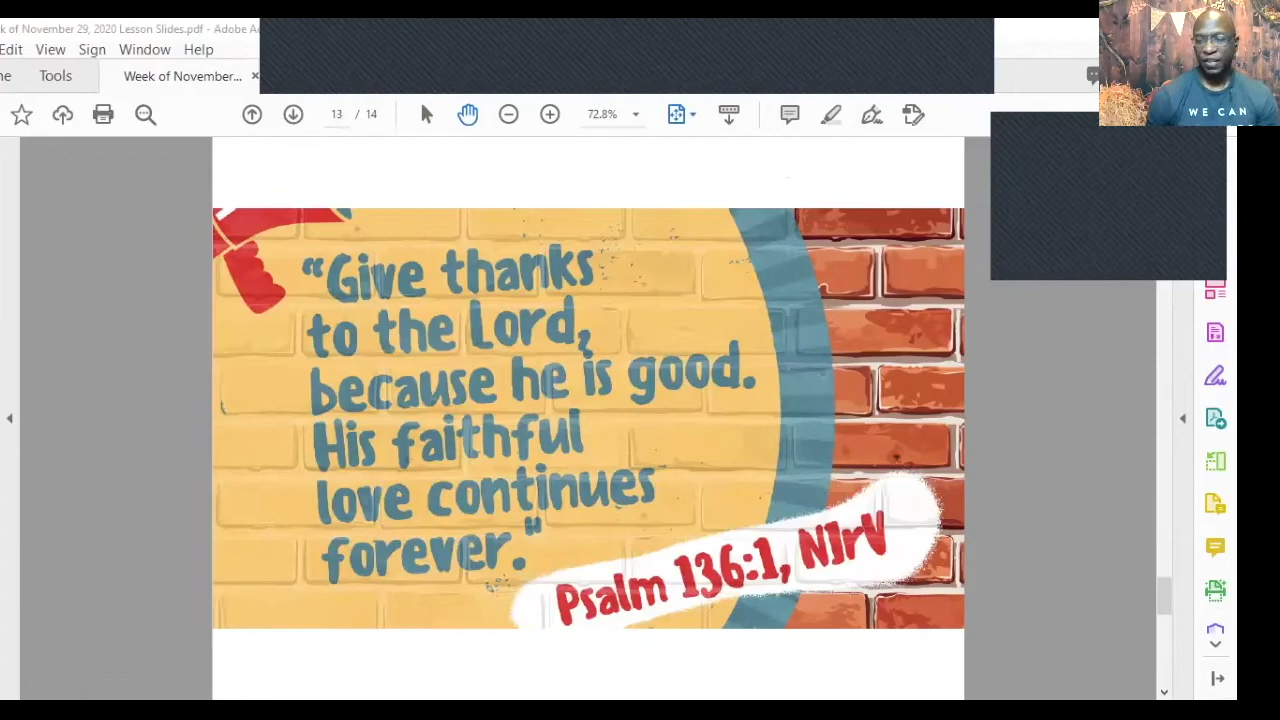 k of November 29, 2020 Lesson Slides.pdf - Adobe Ac
Edit View Sign Window Help
Tools
Week of November...
13 / 14
72.8%
WE CAN
“Give thanks
to the Lord,
because he is good.
His faithful
love continues
forever.”
Psalm 136:1, NIrV